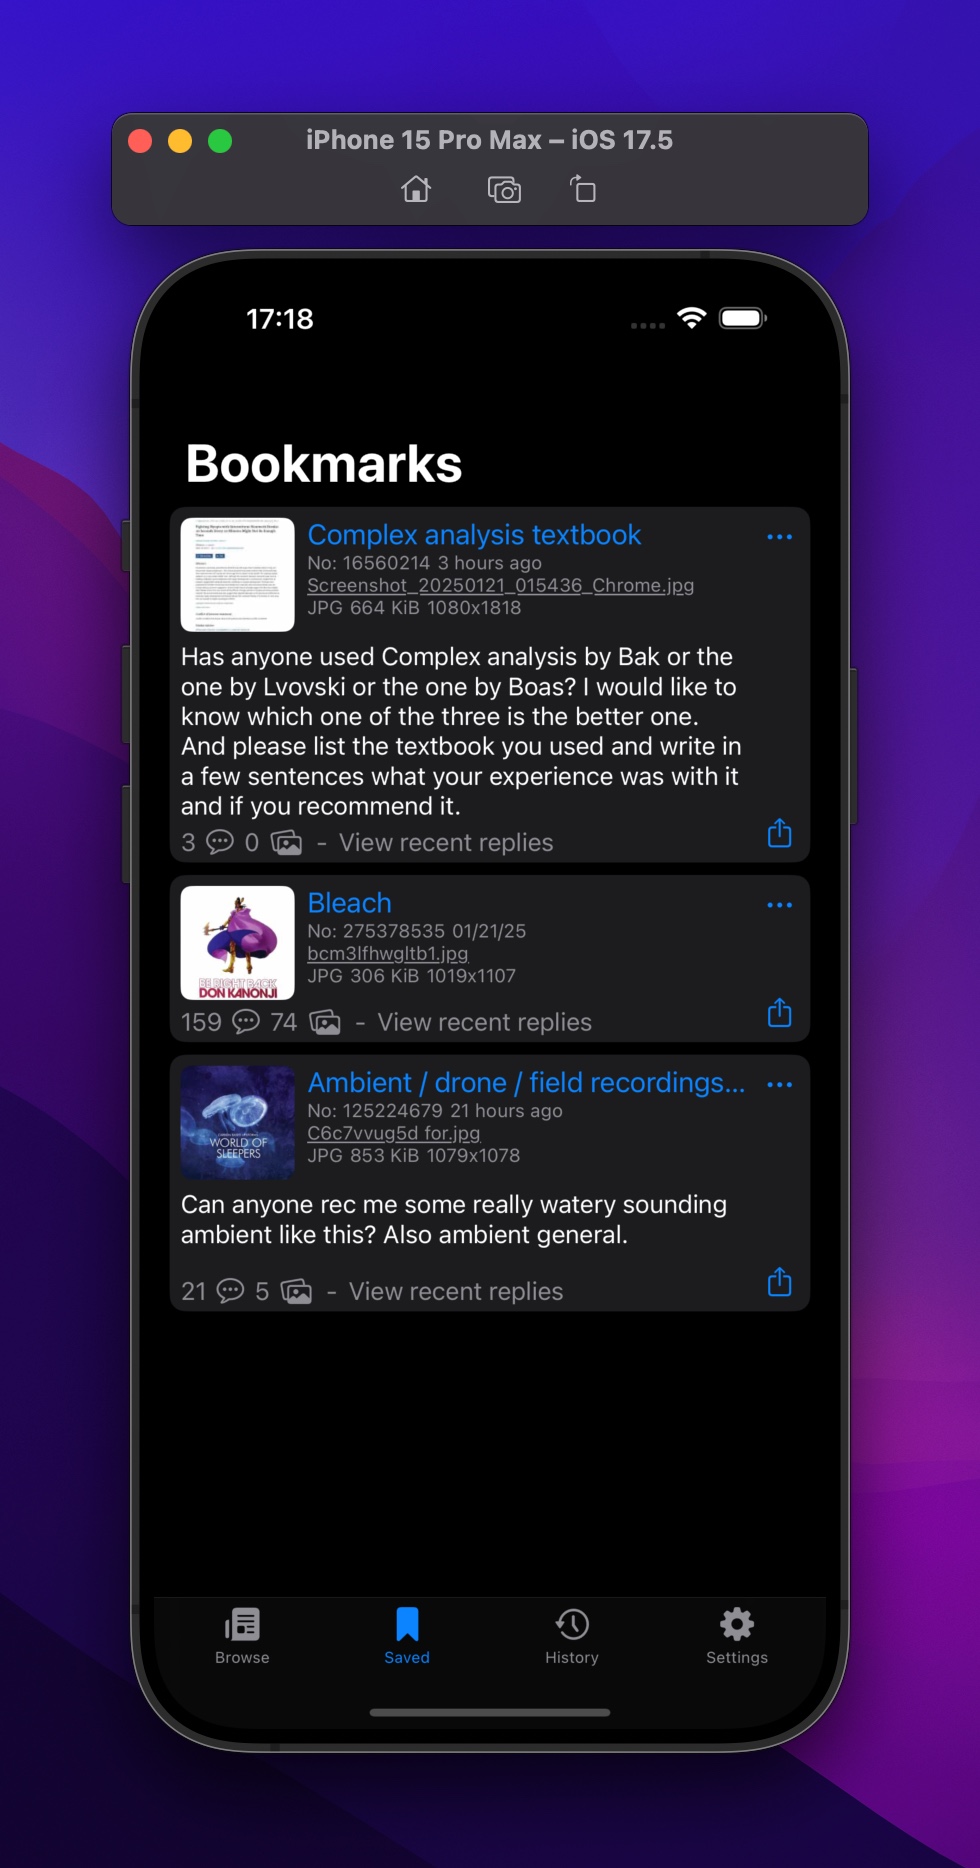 iPhone 15 Pro Max – iOS 17.5
17:18
Bookmarks
Complex analysis textbook
No: 16560214 3 hours ago
Screenshot_20250121_015436_Chrome.jpg
JPG 664 KiB 1080x1818
Has anyone used Complex analysis by Bak or the
one by Lvovski or the one by Boas? I would like to
know which one of the three is the better one.
And please list the textbook you used and write in
a few sentences what your experience was with it
and if you recommend it.
3 0 - View recent replies
BE RIGHT BACK
DON KANONJI
Bleach
No: 275378535 01/21/25
bcm3lfhwgltb1.jpg
JPG 306 KiB 1019x1107
159 74 - View recent replies
WORLD OF
SLEEPERS
Ambient / drone / field recordings...
No: 125224679 21 hours ago
C6c7vvug5d for.jpg
JPG 853 KiB 1079x1078
Can anyone rec me some really watery sounding
ambient like this? Also ambient general.
21 5 - View recent replies
Browse
Saved
History
Settings